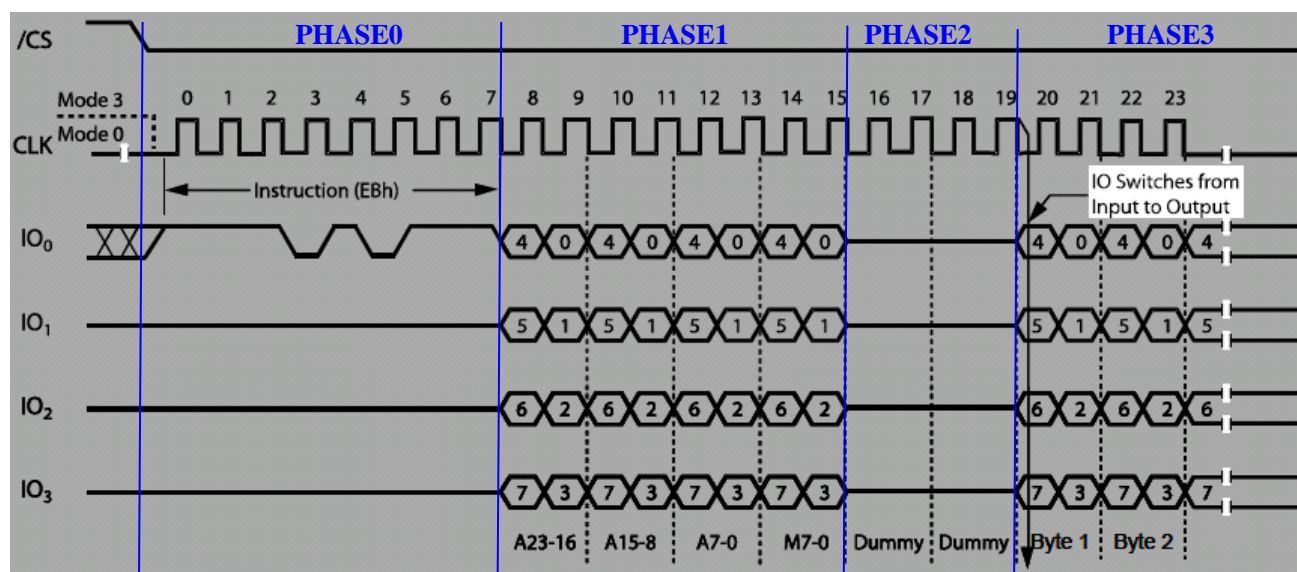 PHASE0 PHASE1 PHASE2 PHASE3
/CS
Mode 3 0 1 2 3 4 5 6 7 8 9 10 11 12 13 14 15 16 17 18 19 20 21 22 23
Mode 0
CLK
Instruction (EBh)
IO Switches from
Input to Output
IO0 4 0 4 0 4 0 4 0 4 0 4 0 4
IO1 5 1 5 1 5 1 5 1 5 1 5 1 5
IO2 6 2 6 2 6 2 6 2 6 2 6 2 6
IO3 7 3 7 3 7 3 7 3 7 3 7 3 7
A23-16 A15-8 A7-0 M7-0 Dummy Dummy Byte 1 Byte 2